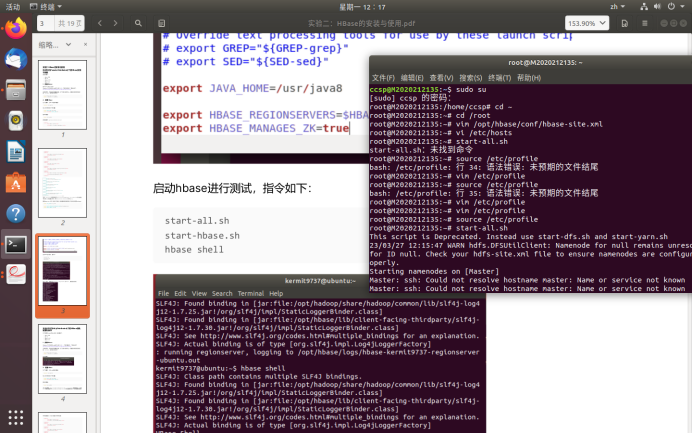 活动
终端
星期一 12：17
zh
3
共 19 页
实验二：HBase的安装与使用.pdf
153.90%
缩略...
1
2
3
4
# Override text processing tools for use by these launch scrip
# export GREP="${GREP-grep}"
# export SED="${SED-sed}"
export JAVA_HOME=/usr/java8
export HBASE_REGIONSERVERS=$HBA
export HBASE_MANAGES_ZK=true
启动hbase进行测试，指令如下：
start-all.sh
start-hbase.sh
hbase shell
root@M2020212135: ~
文件(F) 编辑(E) 查看(V) 搜索(S) 终端(T) 帮助(H)
ccsp@M2020212135:~$ sudo su
[sudo] ccsp 的密码：
root@M2020212135:/home/ccsp# cd ~
root@M2020212135:~# cd /root
root@M2020212135:~# vim /opt/hbase/conf/hbase-site.xml
root@M2020212135:~# vl /etc/hosts
root@M2020212135:~# start-all.sh
start-all.sh：未找到命令
root@M2020212135:~# source /etc/profile
bash: /etc/profile: 行 34: 语法错误: 未预期的文件结尾
root@M2020212135:~# vim /etc/profile
root@M2020212135:~# source /etc/profile
bash: /etc/profile: 行 35: 语法错误: 未预期的文件结尾
root@M2020212135:~# vim /etc/profile
root@M2020212135:~# vim /etc/profile
root@M2020212135:~# source /etc/profile
root@M2020212135:~# start-all.sh
This script is Deprecated. Instead use start-dfs.sh and start-yarn.sh
23/03/27 12:15:47 WARN hdfs.DFSUtilClient: Namenode for null remains unreso
for ID null. Check your hdfs-site.xml file to ensure namenodes are configur
operly.
Starting namenodes on [Master]
Master: ssh: Could not resolve hostname master: Name or service not known
Master: ssh: Could not resolve hostname master: Name or service not known
kermit9737@ubuntu:~
File Edit View Search Terminal Help
SLF4J: Found binding in [jar:file:/opt/hadoop/share/hadoop/common/lib/slf4j-log4
j12-1.7.25.jar!/org/slf4j/impl/StaticLoggerBinder.class]
SLF4J: Found binding in [jar:file:/opt/hbase/lib/client-facing-thirdparty/slf4j-
log4j12-1.7.30.jar!/org/slf4j/impl/StaticLoggerBinder.class]
SLF4J: See http://www.slf4j.org/codes.html#multiple_bindings for an explanation.
SLF4J: Actual binding is of type [org.slf4j.impl.Log4jLoggerFactory]
: running regionserver, logging to /opt/hbase/logs/hbase-kermit9737-regionserver
-ubuntu.out
kermit9737@ubuntu:~$ hbase shell
SLF4J: Class path contains multiple SLF4J bindings.
SLF4J: Found binding in [jar:file:/opt/hadoop/share/hadoop/common/lib/slf4j-log4
j12-1.7.25.jar!/org/slf4j/impl/StaticLoggerBinder.class]
SLF4J: Found binding in [jar:file:/opt/hbase/lib/client-facing-thirdparty/slf4j-
log4j12-1.7.30.jar!/org/slf4j/impl/StaticLoggerBinder.class]
SLF4J: See http://www.slf4j.org/codes.html#multiple_bindings for an explanation.
SLF4J: Actual binding is of type [org.slf4j.impl.Log4jLoggerFactory]
HBase Shell